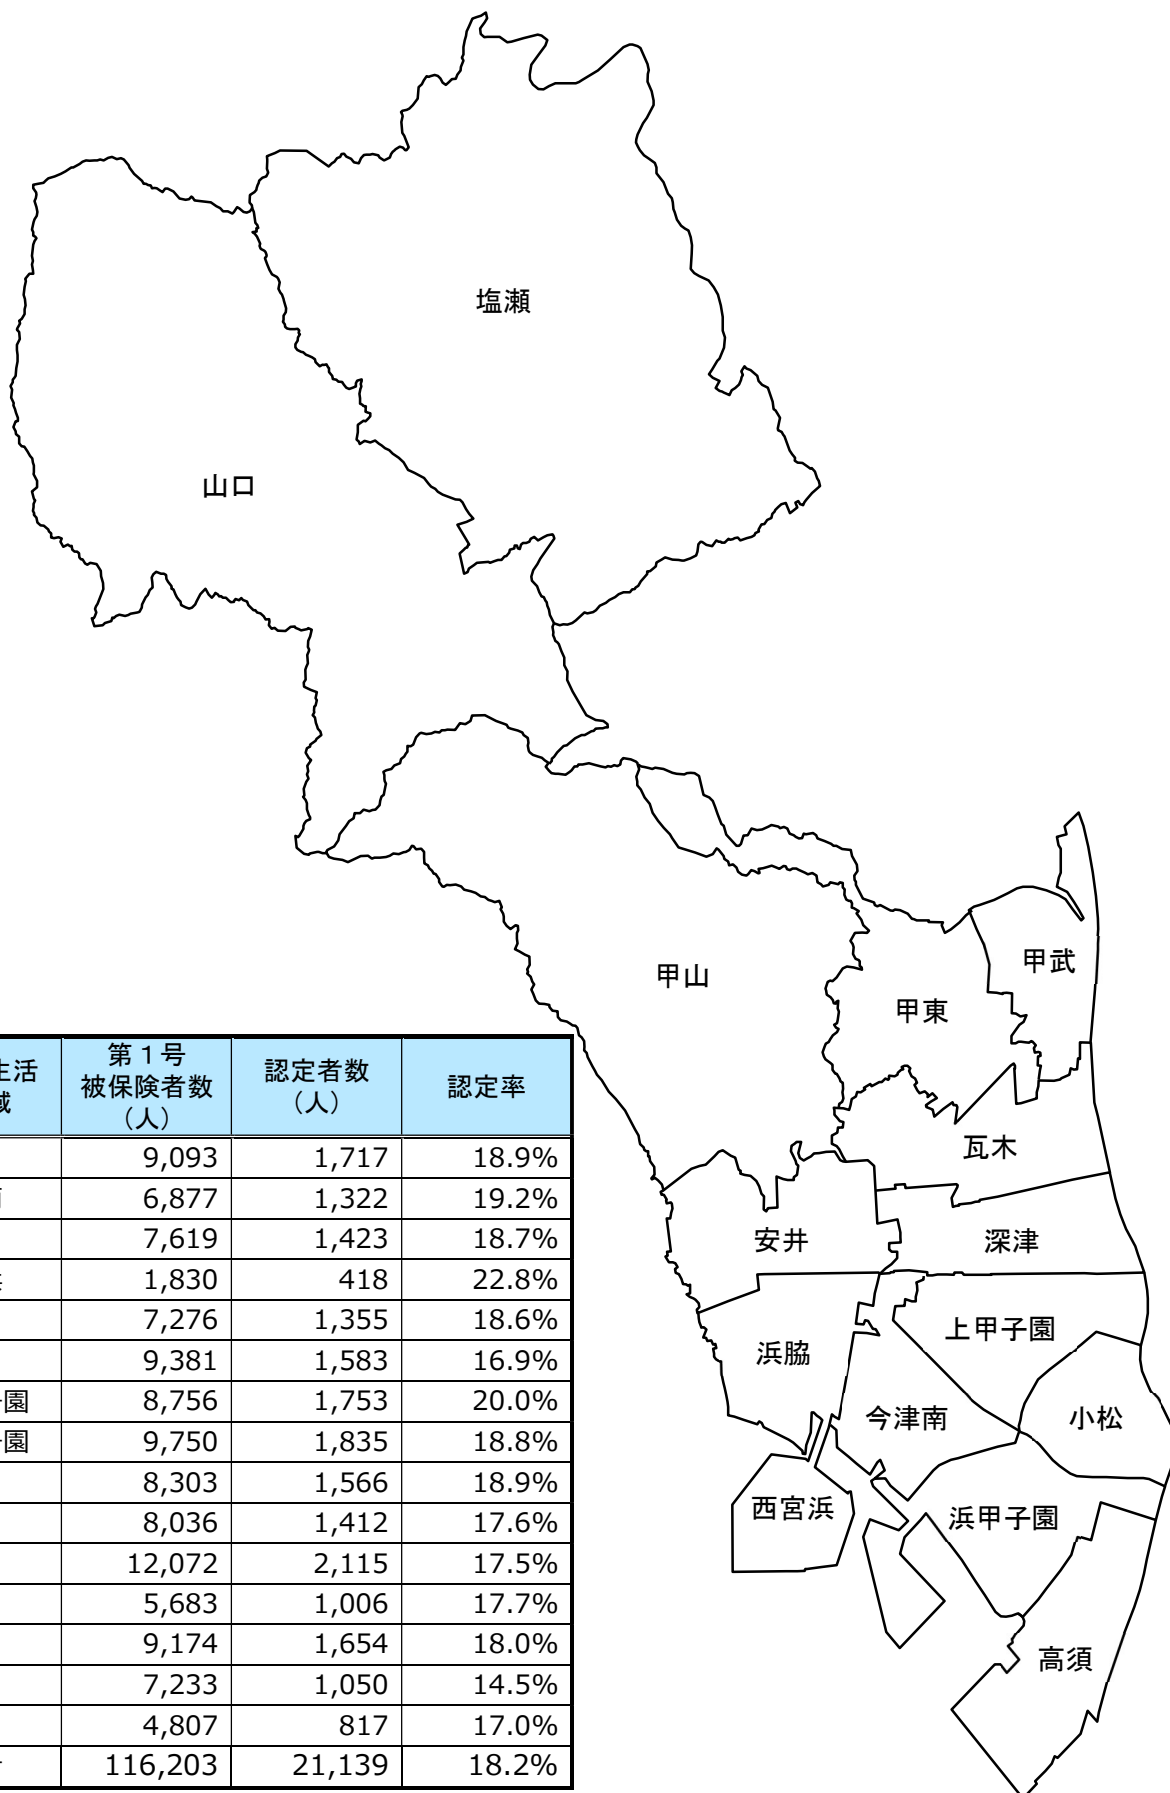 塩瀬
山口
甲武
甲山
甲東
瓦木
安井
深津
上甲子園
浜脇
今津南
小松
西宮浜
浜甲子園
高須
生活
域
第１号
被保険者数
（人）
認定者数
（人）
認定率
9,093 1,717 18.9%
6,877 1,322 19.2%
7,619 1,423 18.7%
1,830 418 22.8%
7,276 1,355 18.6%
9,381 1,583 16.9%
園 8,756 1,753 20.0%
園 9,750 1,835 18.8%
8,303 1,566 18.9%
8,036 1,412 17.6%
12,072 2,115 17.5%
5,683 1,006 17.7%
9,174 1,654 18.0%
7,233 1,050 14.5%
4,807 817 17.0%
116,203 21,139 18.2%